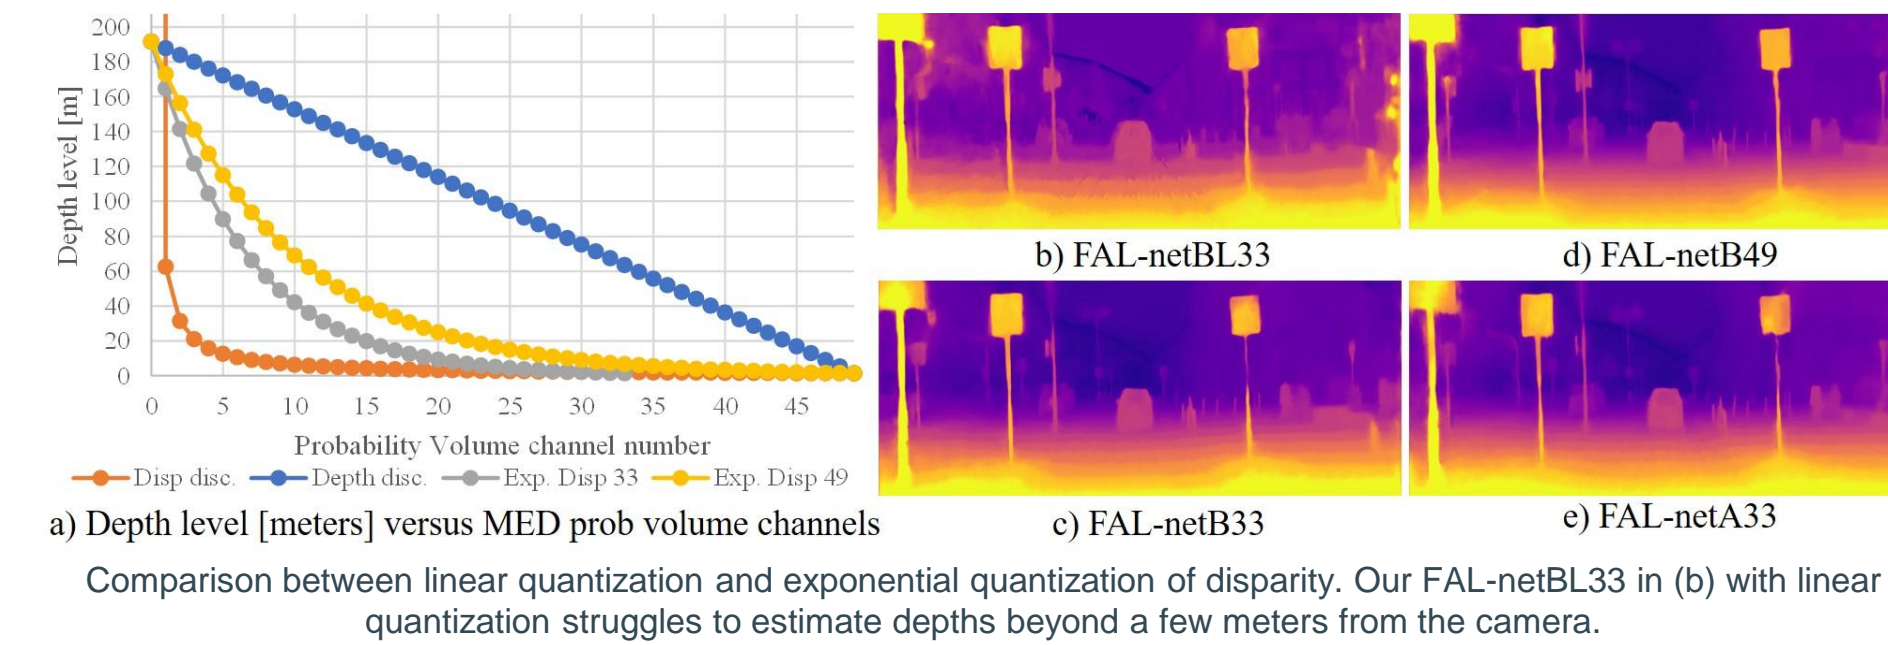 200
180
160
140
120
100
80
60
40
20
0
Depth level [m]
0 5 10 15 20 25 30 35 40 45
Probability Volume channel number
Disp disc. Depth disc. Exp. Disp 33 Exp. Disp 49
a) Depth level [meters] versus MED prob volume channels
b) FAL-netBL33
d) FAL-netB49
c) FAL-netB33
e) FAL-netA33
Comparison between linear quantization and exponential quantization of disparity. Our FAL-netBL33 in (b) with linear
quantization struggles to estimate depths beyond a few meters from the camera.